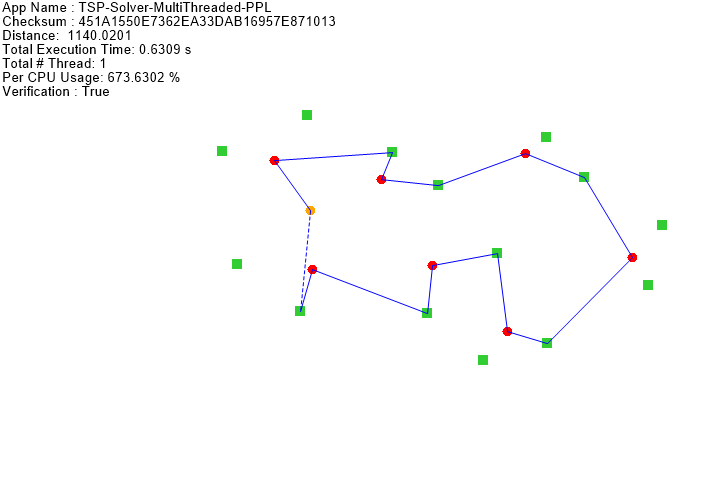 App Name : TSP-Solver-MultiThreaded-PPL
Checksum : 451A1550E7362EA33DAB16957E871013
Distance:  1140.0201
Total Execution Time: 0.6309 s
Total # Thread: 1
Per CPU Usage: 673.6302 %
Verification : True